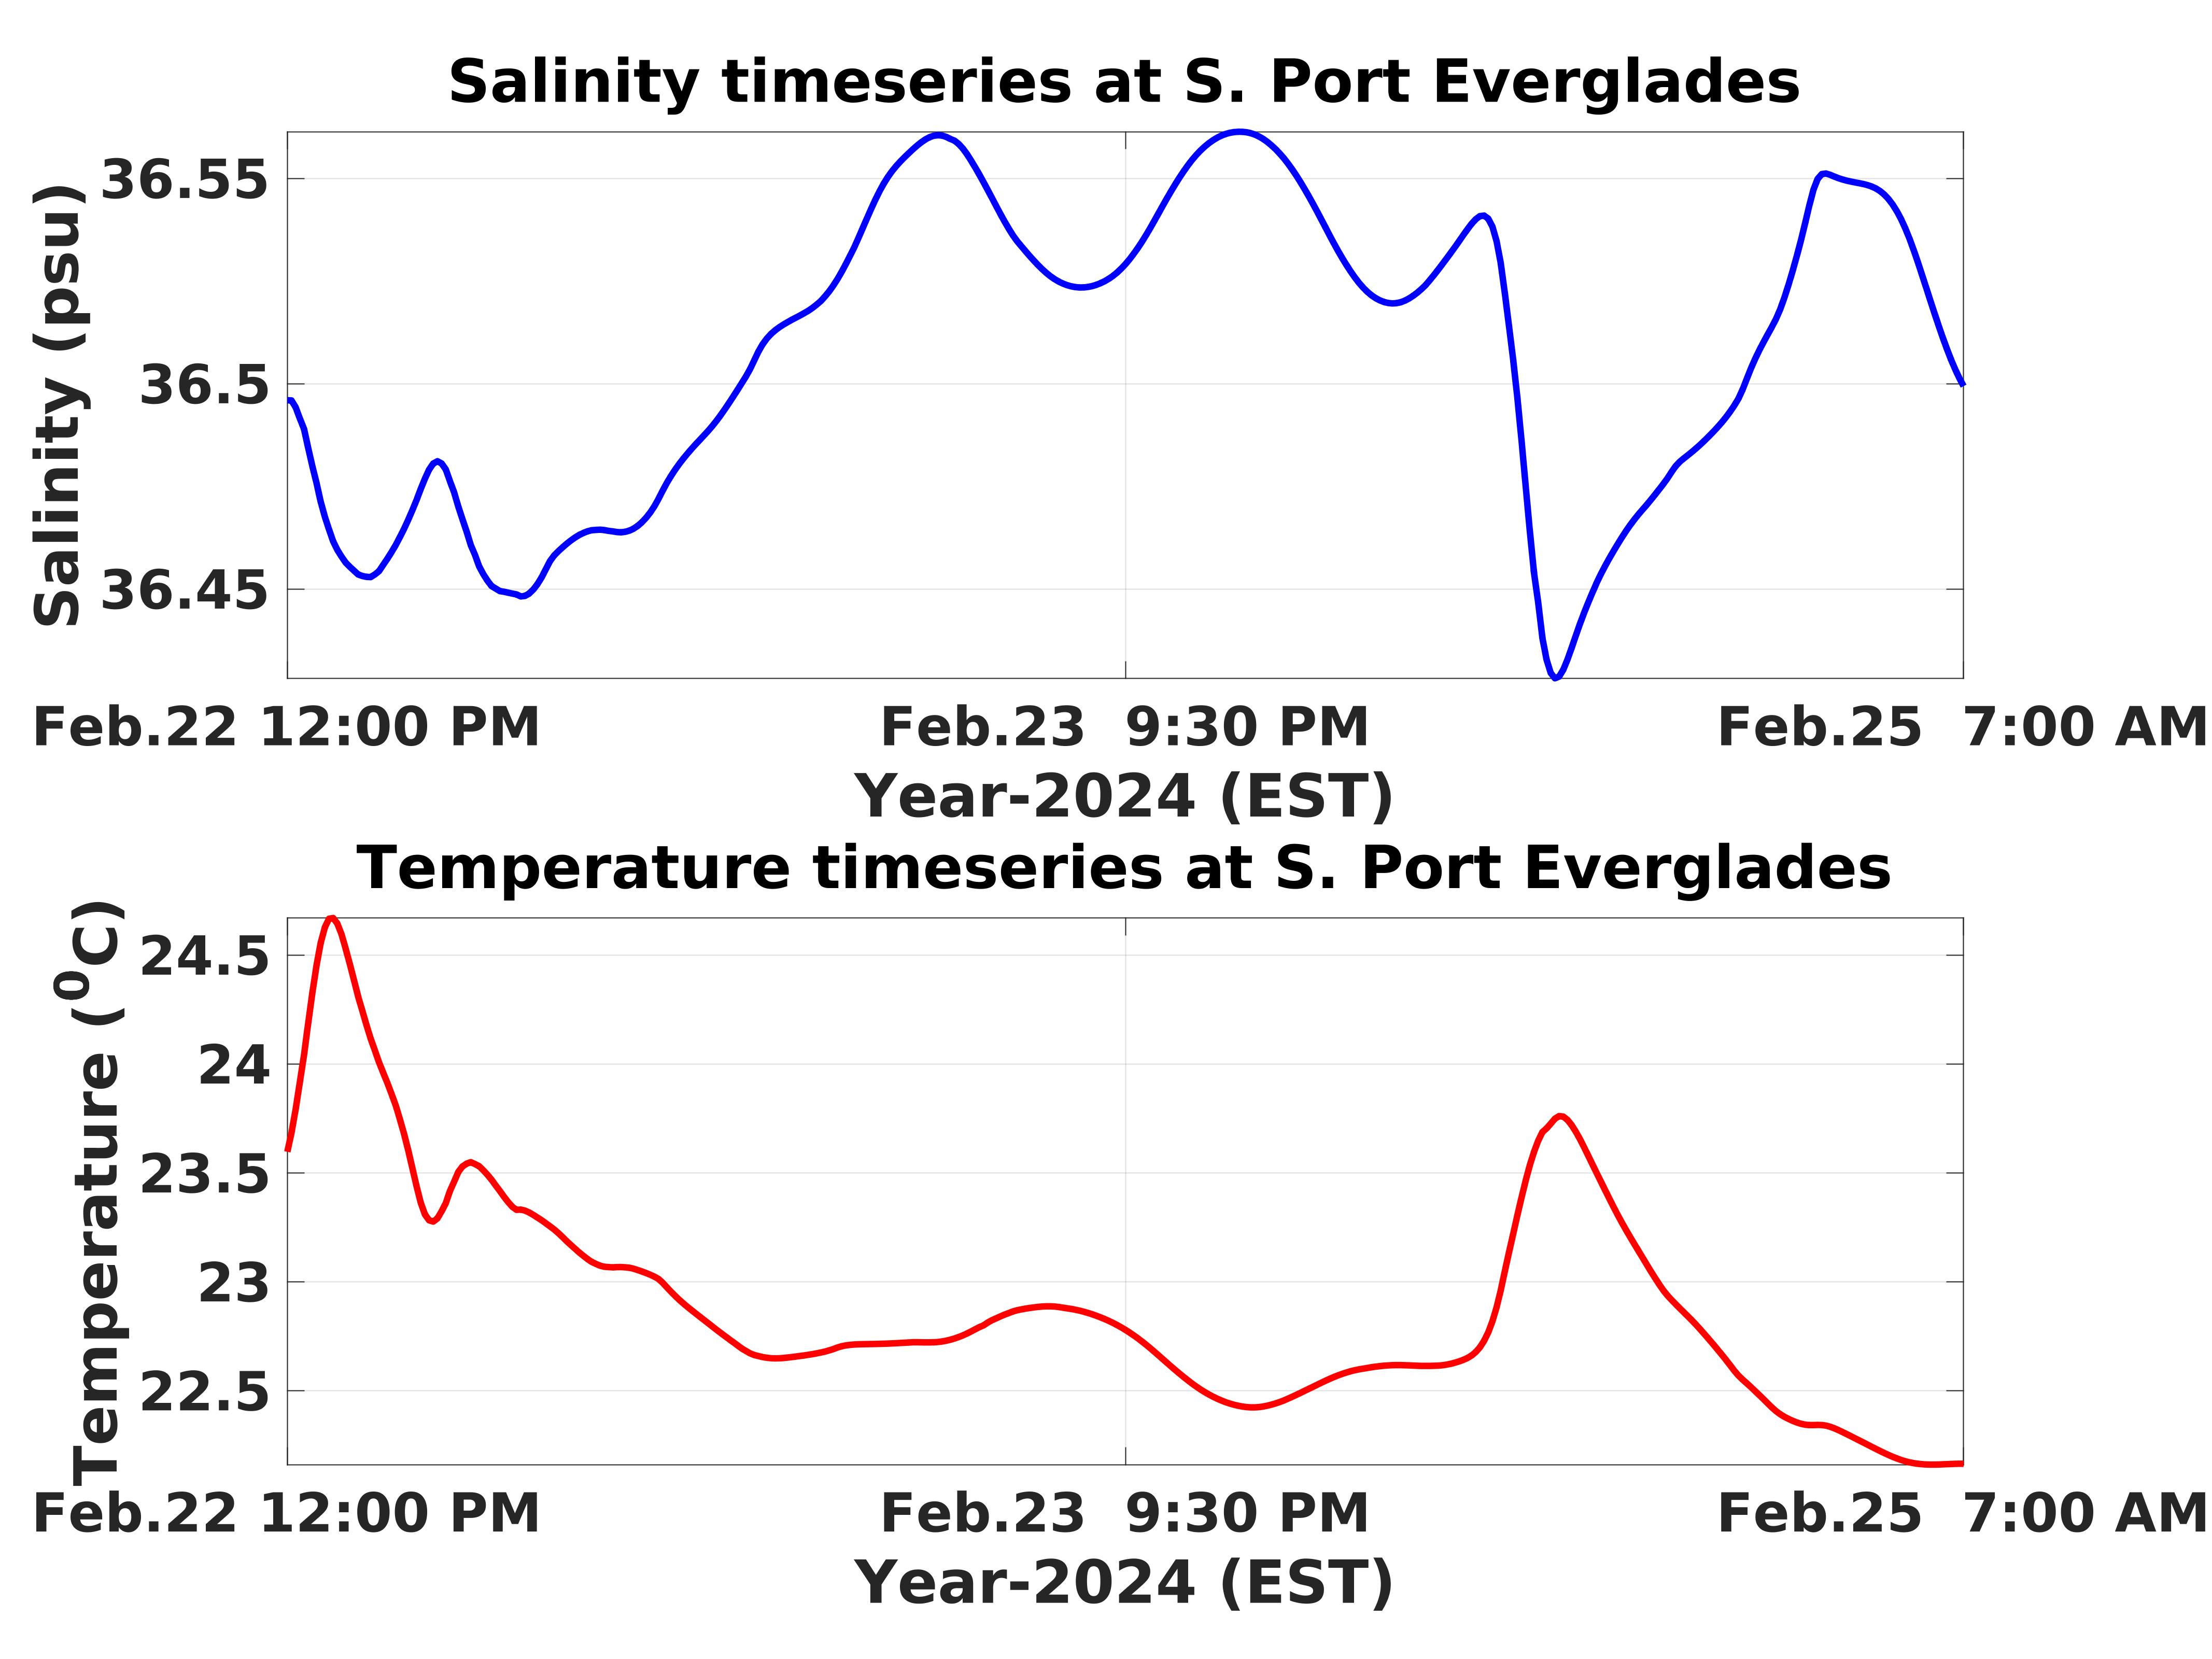 Salinity timeseries at S. Port Everglades
Salinity (psu)
36.55
36.5
36.45
Feb.22 12:00 PM Feb.23  9:30 PM Feb.25  7:00 AM
Year-2024 (EST)
Temperature timeseries at S. Port Everglades
Temperature (⁰C)
24.5
24
23.5
23
22.5
Feb.22 12:00 PM Feb.23  9:30 PM Feb.25  7:00 AM
Year-2024 (EST)